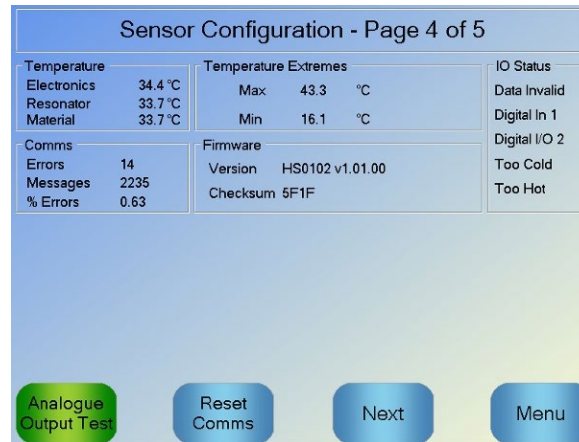 Sensor Configuration - Page 4 of 5
Temperature
Electronics 34.4 °C
Resonator 33.7 °C
Material 33.7 °C
Temperature Extremes
Max 43.3 °C
Min 16.1 °C
IO Status
Data Invalid
Digital In 1
Digital I/O 2
Too Cold
Too Hot
Comms
Errors 14
Messages 2235
% Errors 0.63
Firmware
Version HS0102 v1.01.00
Checksum 5F1F
Analogue
Output Test
Reset
Comms
Next
Menu